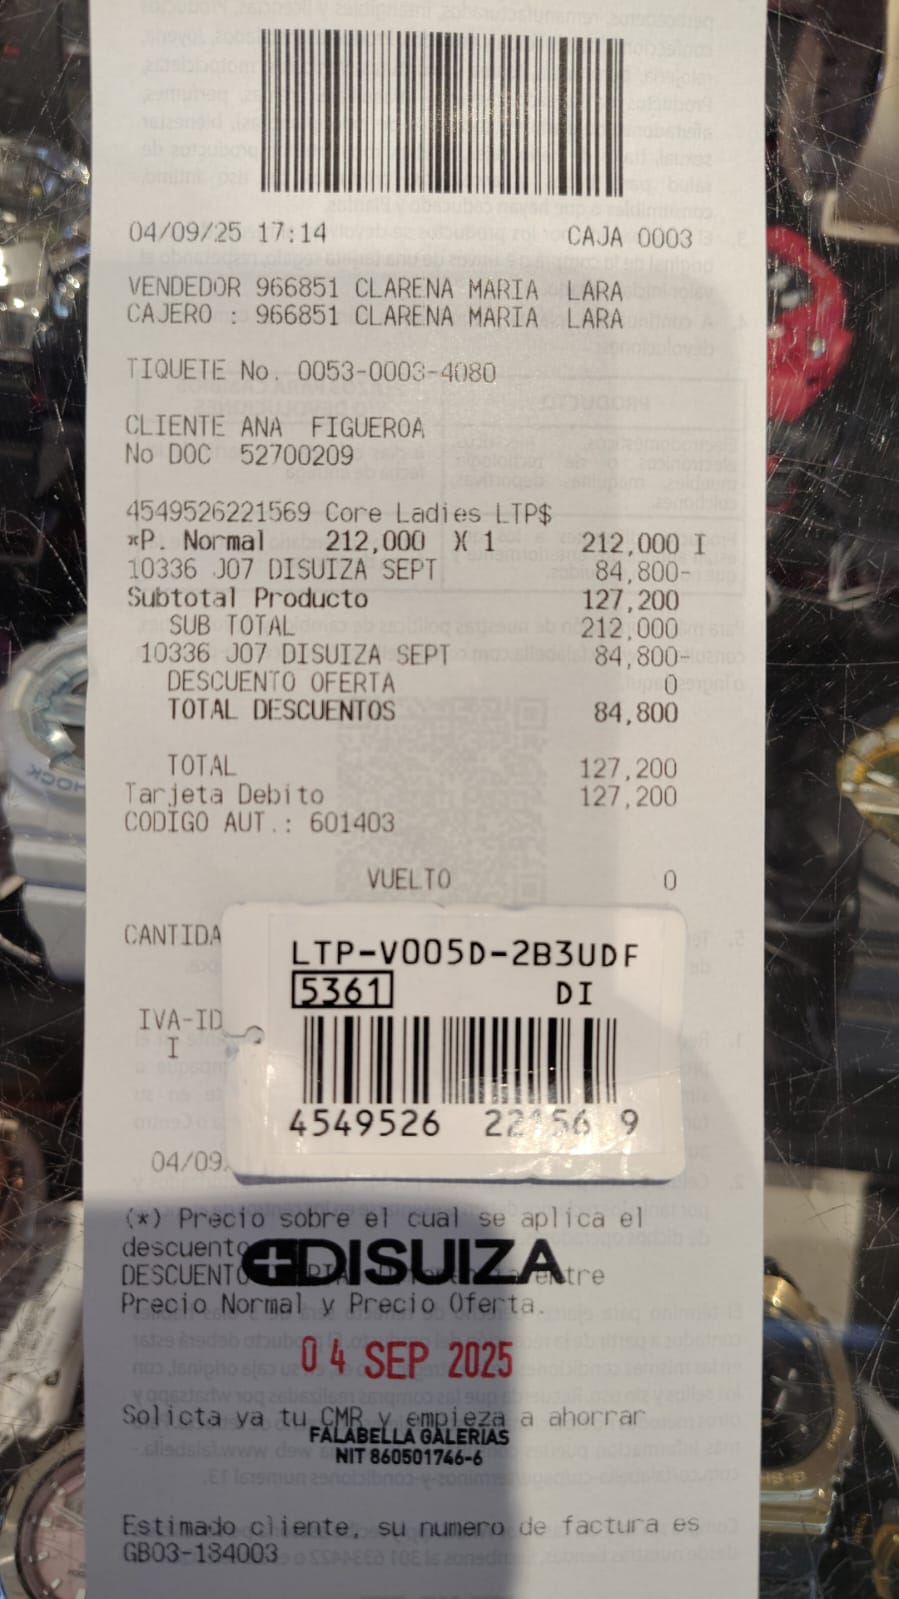 04/09/25 17:14 CAJA 0003
VENDEDOR 966851 CLARENA MARIA LARA
CAJERO : 966851 CLARENA MARIA LARA
TIQUETE No. 0053-0003-4080
CLIENTE ANA FIGUEROA
No DOC 52700209
4549526221569 Core Ladies LTP$
*P. Normal 212,000 X 1 212,000 I
10336 J07 DISUIZA SEPT 84,800-
Subtotal Producto 127,200
SUB TOTAL 212,000
10336 J07 DISUIZA SEPT 84,800-
DESCUENTO OFERTA 0
TOTAL DESCUENTOS 84,800
TOTAL 127,200
Tarjeta Debito 127,200
CODIGO AUT.: 601403
VUELTO 0
CANTIDA
LTP-V005D-2B3UDF
5361 DI
IVA-ID
I
4549526 221569
04/09.
(*) Precio sobre el cual se aplica el
descuento
DISUIZA
DESCUENTO entre
Precio Normal y Precio Oferta.
04 SEP 2025
Solicta ya tu CMR y empieza a ahorrar
FALABELLA GALERIAS
NIT 860501746-6
Estimado cliente, su numero de factura es
GB03-184003